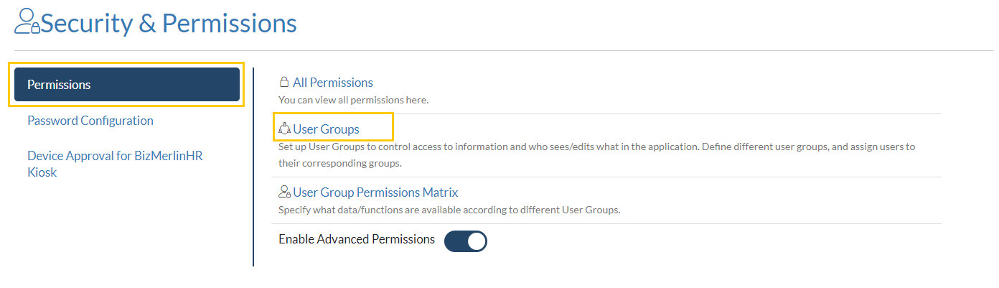 Security & Permissions
Permissions
Password Configuration
Device Approval for BizMerlinHR
Kiosk
All Permissions
You can view all permissions here.
User Groups
Set up User Groups to control access to information and who sees/edits what in the application. Define different user groups, and assign users to
their corresponding groups.
User Group Permissions Matrix
Specify what data/functions are available according to different User Groups.
Enable Advanced Permissions